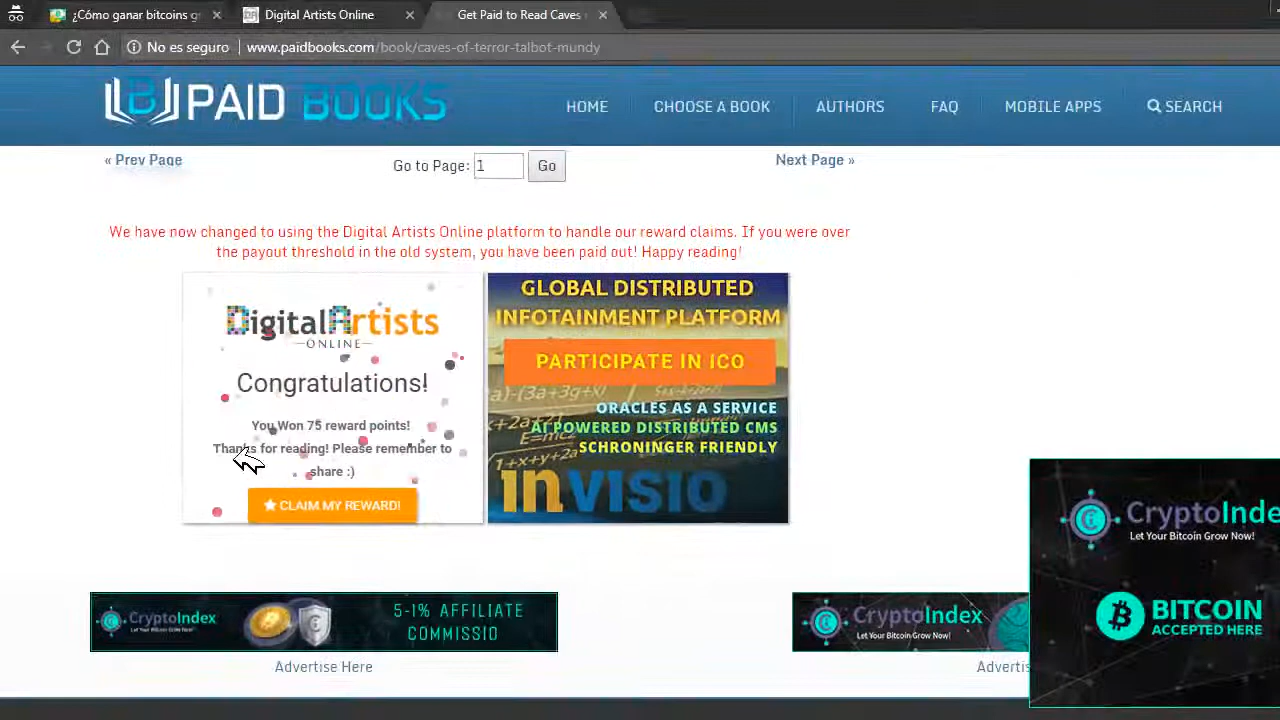 ¿Cómo ganar bitcoins g
Digital Artists Online
Get Paid to Read Caves
No es seguro
www.paidbooks.com/book/caves-of-terror-talbot-mundy
PAID BOOKS
HOME
CHOOSE A BOOK
AUTHORS
FAQ
MOBILE APPS
SEARCH
« Prev Page
Go to Page: 1
Go
Next Page »
We have now changed to using the Digital Artists Online platform to handle our reward claims. If you were over
the payout threshold in the old system, you have been paid out! Happy reading!
DigitalArtists
ONLINE
Congratulations!
You Won 75 reward points!
Thanks for reading! Please remember to
share :)
CLAIM MY REWARD!
GLOBAL DISTRIBUTED
INFOTAINMENT PLATFORM
PARTICIPATE IN ICO
ORACLES AS A SERVICE
AI POWERED DISTRIBUTED CMS
SCHRONINGER FRIENDLY
invisio
CryptoIndex
Let Your Bitcoin Grow Now!
5-1% AFFILIATE
COMMISSIO
Advertise Here
CryptoIndex
Let Your Bitcoin Grow Now!
Advertis
CryptoInde
Let Your Bitcoin Grow Now!
BITCOIN
ACCEPTED HERE